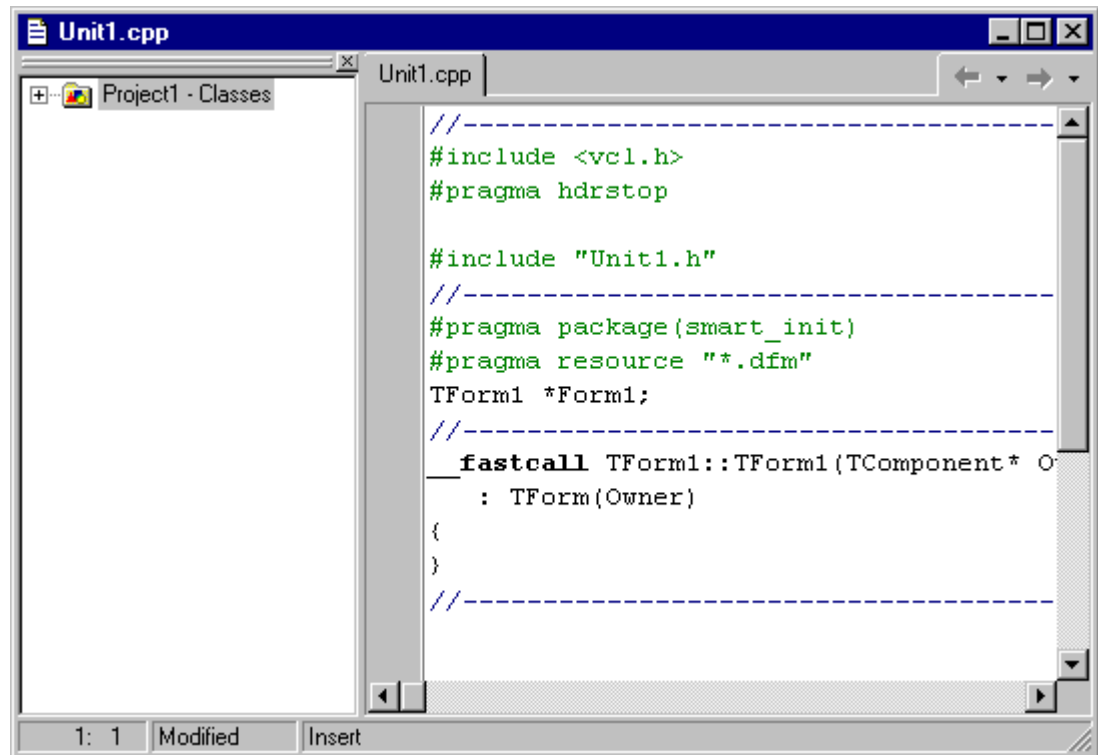 Unit1.cpp
Project1 - Classes
Unit1.cpp
//-------------------------------------
#include <vcl.h>
#pragma hdrstop
#include "Unit1.h"
//-------------------------------------
#pragma package(smart_init)
#pragma resource "*.dfm"
TForm1 *Form1;
//-------------------------------------
__fastcall TForm1::TForm1(TComponent*
: TForm(Owner)
{
}
//-------------------------------------
1: 1 Modified Insert